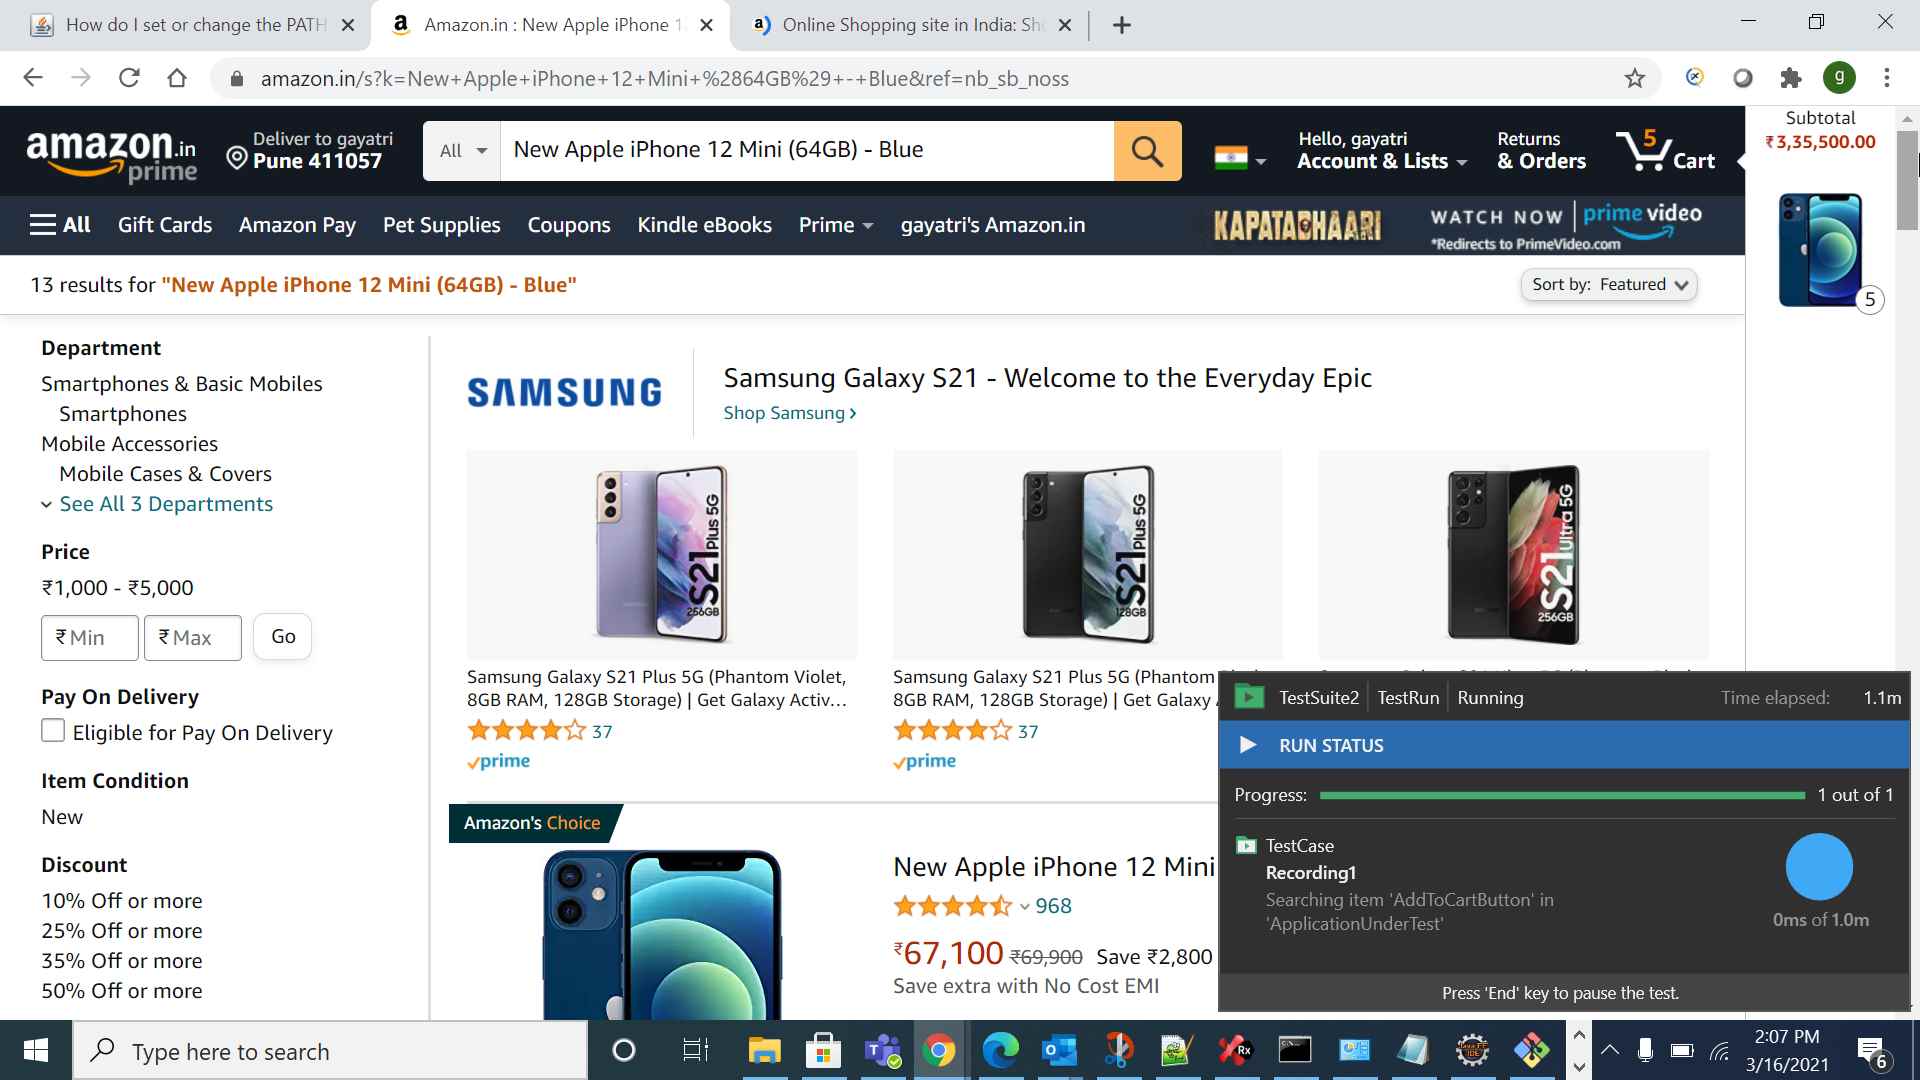 How do I set or change the PATH
Amazon.in : New Apple iPhone 1
Online Shopping site in India: Sh
amazon.in/s?k=New+Apple+iPhone+12+Mini+%2864GB%29+-+Blue&ref=nb_sb_noss
g
amazon.in
prime
Deliver to gayatri
Pune 411057
All
New Apple iPhone 12 Mini (64GB) - Blue
Hello, gayatri
Account & Lists
Returns
& Orders
5
Cart
Subtotal
₹3,35,500.00
5
All
Gift Cards
Amazon Pay
Pet Supplies
Coupons
Kindle eBooks
Prime
gayatri's Amazon.in
KAPATADHAARI
WATCH NOW
prime video
*Redirects to PrimeVideo.com
13 results for "New Apple iPhone 12 Mini (64GB) - Blue"
Sort by: Featured
Department
Smartphones & Basic Mobiles
Smartphones
Mobile Accessories
Mobile Cases & Covers
See All 3 Departments
Price
₹1,000 - ₹5,000
₹ Min
₹ Max
Go
Pay On Delivery
Eligible for Pay On Delivery
Item Condition
New
Discount
10% Off or more
25% Off or more
35% Off or more
50% Off or more
SAMSUNG
Samsung Galaxy S21 - Welcome to the Everyday Epic
Shop Samsung ›
S21 Plus 5G
256GB
S21 Plus 5G
128GB
S21 Ultra 5G
256GB
Samsung Galaxy S21 Plus 5G (Phantom Violet,
8GB RAM, 128GB Storage) | Get Galaxy Activ...
37
prime
Samsung Galaxy S21 Plus 5G (Phantom
8GB RAM, 128GB Storage) | Get Galaxy
37
prime
Amazon's Choice
New Apple iPhone 12 Mini
968
₹67,100 ₹69,900 Save ₹2,800
Save extra with No Cost EMI
TestSuite2
TestRun
Running
Time elapsed:
1.1m
RUN STATUS
Progress:
1 out of 1
TestCase
Recording1
Searching item 'AddToCartButton' in
'ApplicationUnderTest'
0ms of 1.0m
Press 'End' key to pause the test.
Type here to search
Rx
2:07 PM
3/16/2021
6